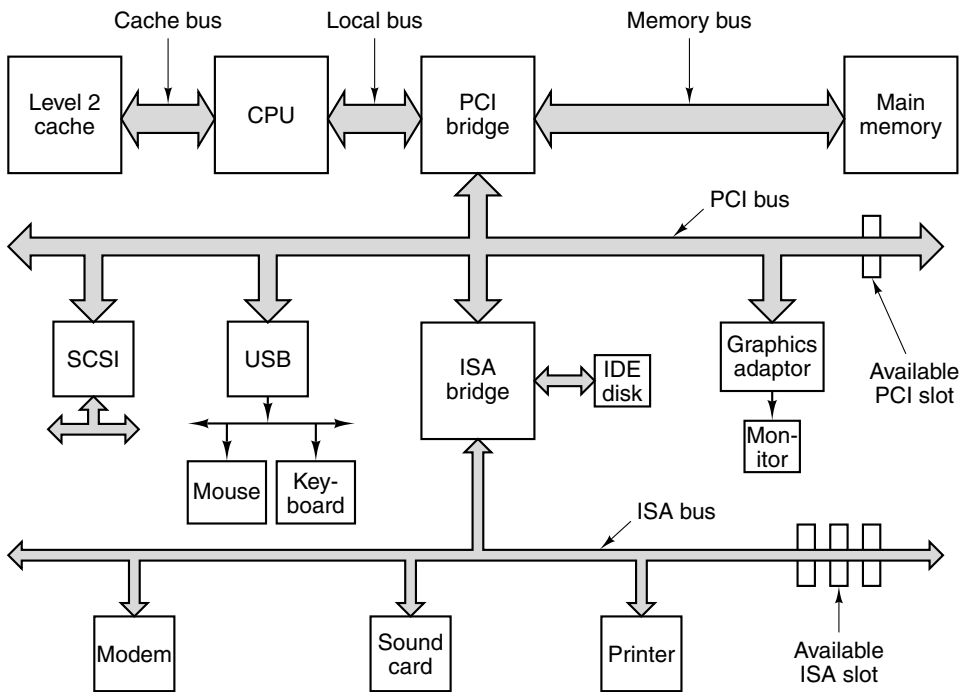 Cache bus
Local bus
Memory bus
Level 2
cache
CPU
PCI
bridge
Main
memory
PCI bus
SCSI
USB
ISA
bridge
IDE
disk
Graphics
adaptor
Available
PCI slot
Mon-
itor
Mouse
Key-
board
ISA bus
Modem
Sound
card
Printer
Available
ISA slot